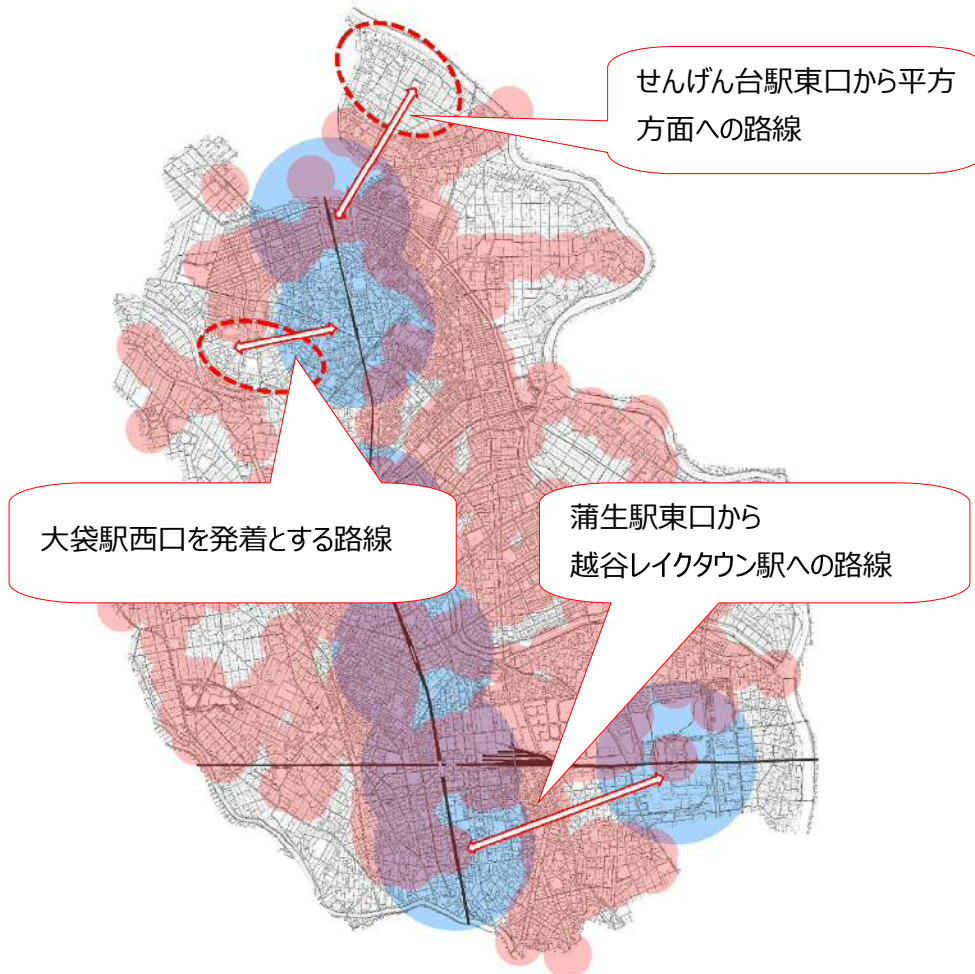 せんげん台駅東口から平方
方面への路線
大袋駅西口を発着とする路線
蒲生駅東口から
越谷レイクタウン駅への路線